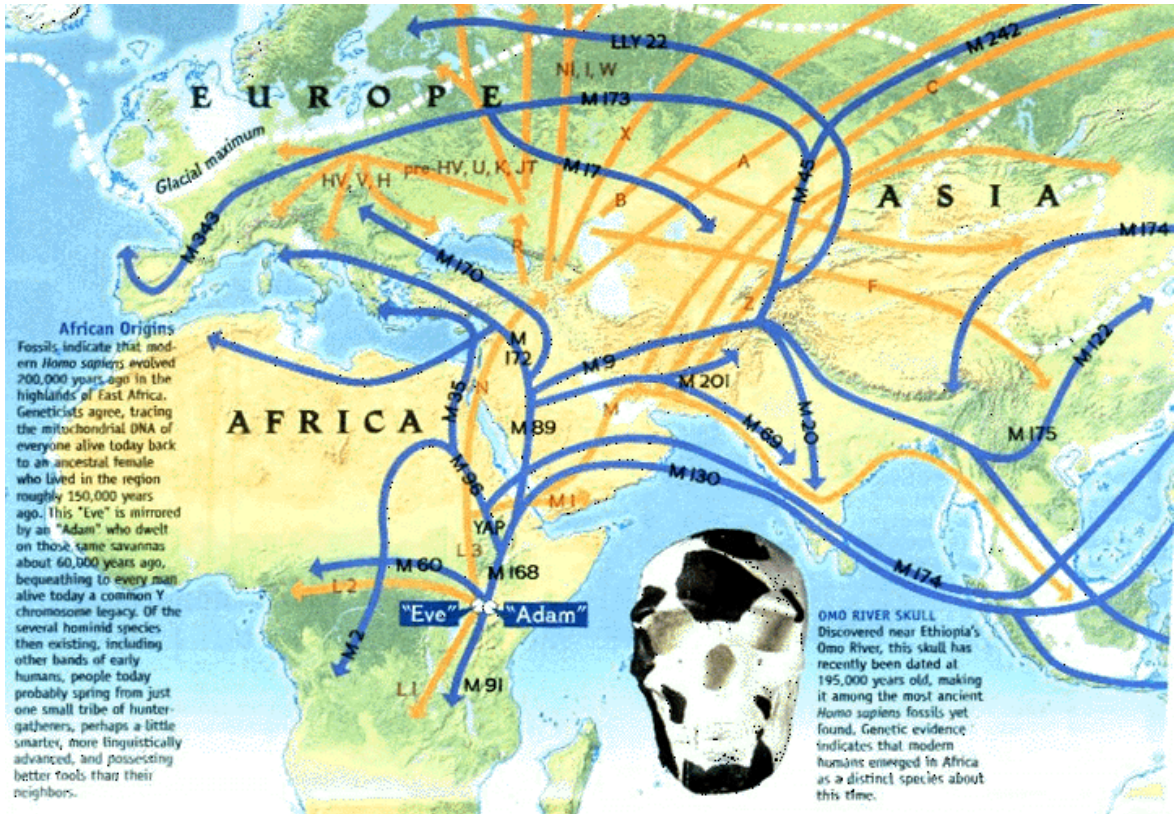 LLY 22
M 242
NI, I, W
C
EUROPE
M 173
X
Glacial maximum
M 17
A
M 45
pre-HV, U, K, JT
HV, V, H
B
ASIA
M 343
R
M 174
M 170
F
Z
African Origins
Fossils indicate that mod-
ern Homo sapiens evolved
200,000 years ago in the
highlands of East Africa.
Geneticists agree, tracing
the mitochondrial DNA of
everyone alive today back
to an ancestral female
who lived in the region
roughly 150,000 years
ago. This "Eve" is mirrored
by an "Adam" who dwelt
on those same savannas
about 60,000 years ago,
bequeathing to every man
alive today a common Y
chromosome legacy. Of the
several hominid species
then existing, including
other bands of early
humans, people today
probably spring from just
one small tribe of hunter-
gatherers, perhaps a little
smarter, more linguistically
advanced, and possessing
better tools than their
neighbors.
M
172
M 9
M 122
M 201
N
M 35
M
AFRICA
M 89
M 69
M 20
M 175
M 96
M 130
M 1
YAP
L 3
M 168
M 60
L 2
M 174
"Eve"
"Adam"
M 2
L 1
M 91
OMO RIVER SKULL
Discovered near Ethiopia's
Omo River, this skull has
recently been dated at
195,000 years old, making
it among the most ancient
Homo sapiens fossils yet
found. Genetic evidence
indicates that modern
humans emerged in Africa
as a distinct species about
this time.